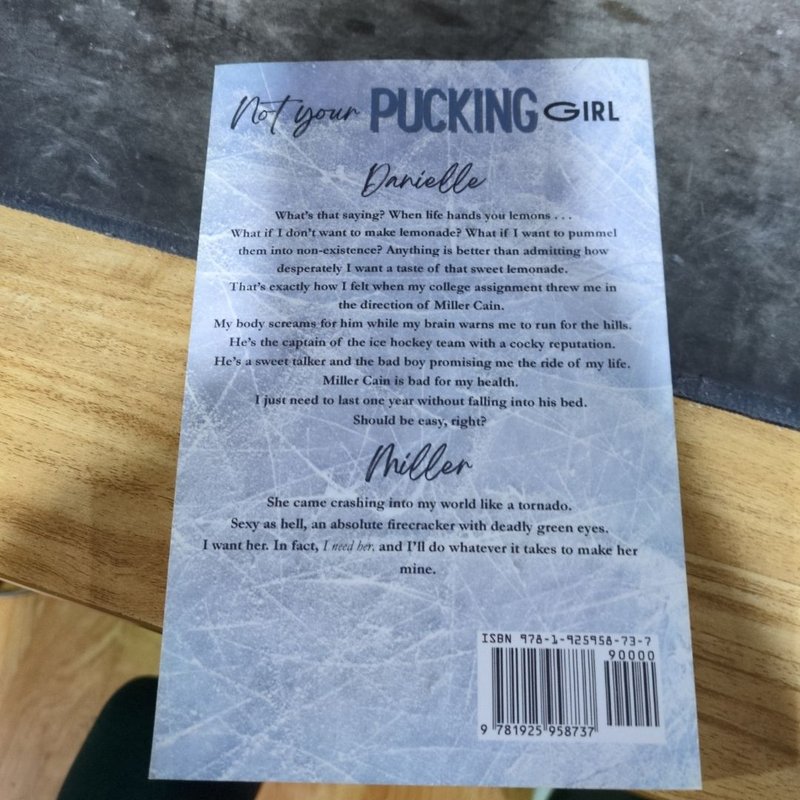 Not your PUCKING GIRL
Danielle
What's that saying? When life hands you lemons . . .
What if I don't want to make lemonade? What if I want to pummel
them into non-existence? Anything is better than admitting how
desperately I want a taste of that sweet lemonade.
That's exactly how I felt when my college assignment threw me in
the direction of Miller Cain.
My body screams for him while my brain warns me to run for the hills.
He's the captain of the ice hockey team with a cocky reputation.
He's a sweet talker and the bad boy promising me the ride of my life.
Miller Cain is bad for my health.
I just need to last one year without falling into his bed.
Should be easy, right?
Miller
She came crashing into my world like a tornado.
Sexy as hell, an absolute firecracker with deadly green eyes.
I want her. In fact, I need her, and I'll do whatever it takes to make her
mine.
ISBN 978-1-925958-73-7
90000
9 781925 958737